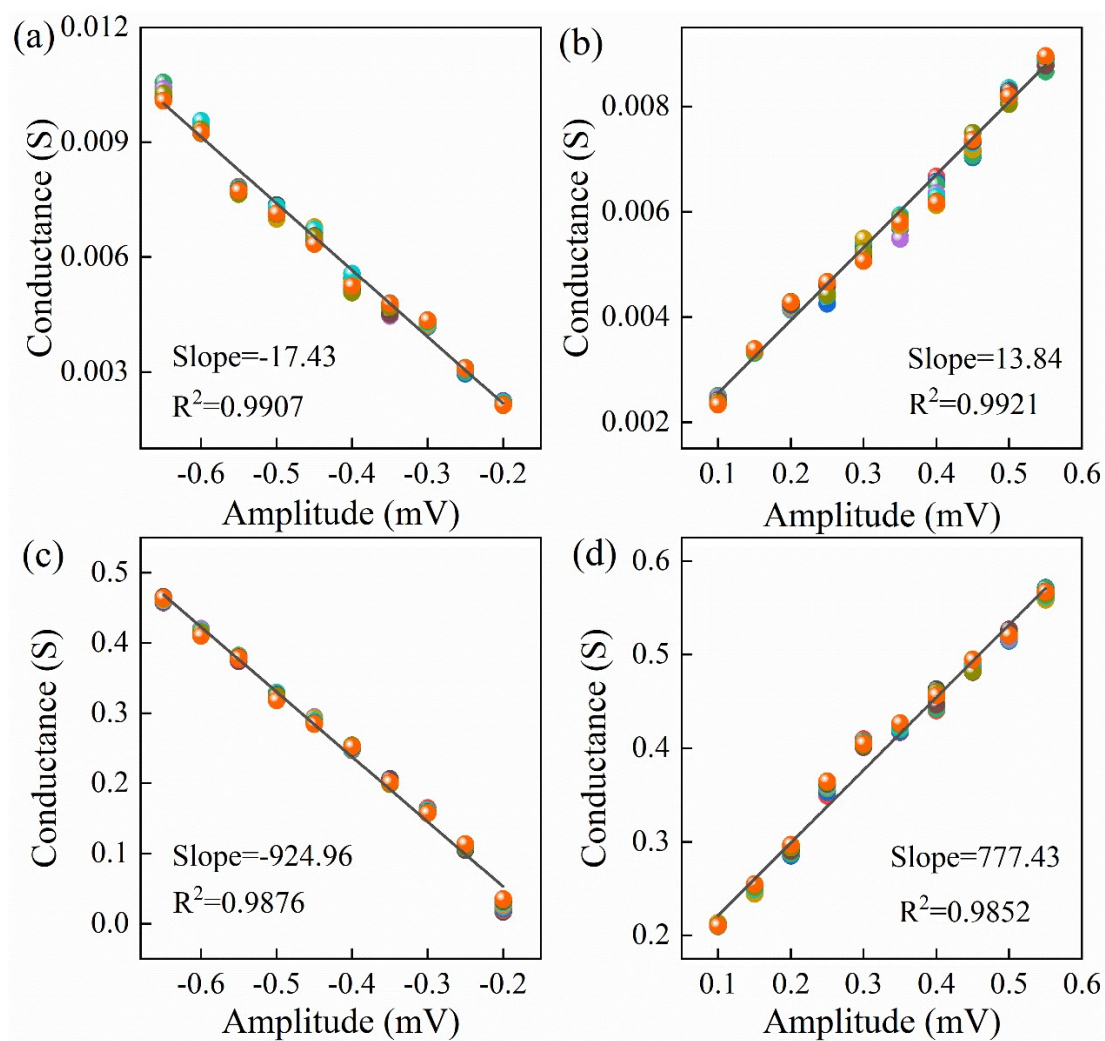 (a)
0.012
0.009
0.006
0.003
Conductance (S)
Slope=-17.43
R²=0.9907
-0.6 -0.5 -0.4 -0.3 -0.2
Amplitude (mV)
(b)
0.008
0.006
0.004
0.002
Conductance (S)
Slope=13.84
R²=0.9921
0.1 0.2 0.3 0.4 0.5 0.6
Amplitude (mV)
(c)
0.5
0.4
0.3
0.2
0.1
0.0
Conductance (S)
Slope=-924.96
R²=0.9876
-0.6 -0.5 -0.4 -0.3 -0.2
Amplitude (mV)
(d)
0.6
0.5
0.4
0.3
0.2
Conductance (S)
Slope=777.43
R²=0.9852
0.1 0.2 0.3 0.4 0.5 0.6
Amplitude (mV)